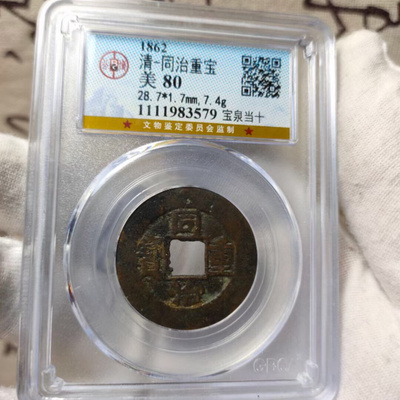 1862
清-同治重宝
美 80
28.7*1.7mm,7.4g
1111983579 宝泉当十
★ 文物鉴定委员会监制 ★
同
治
重